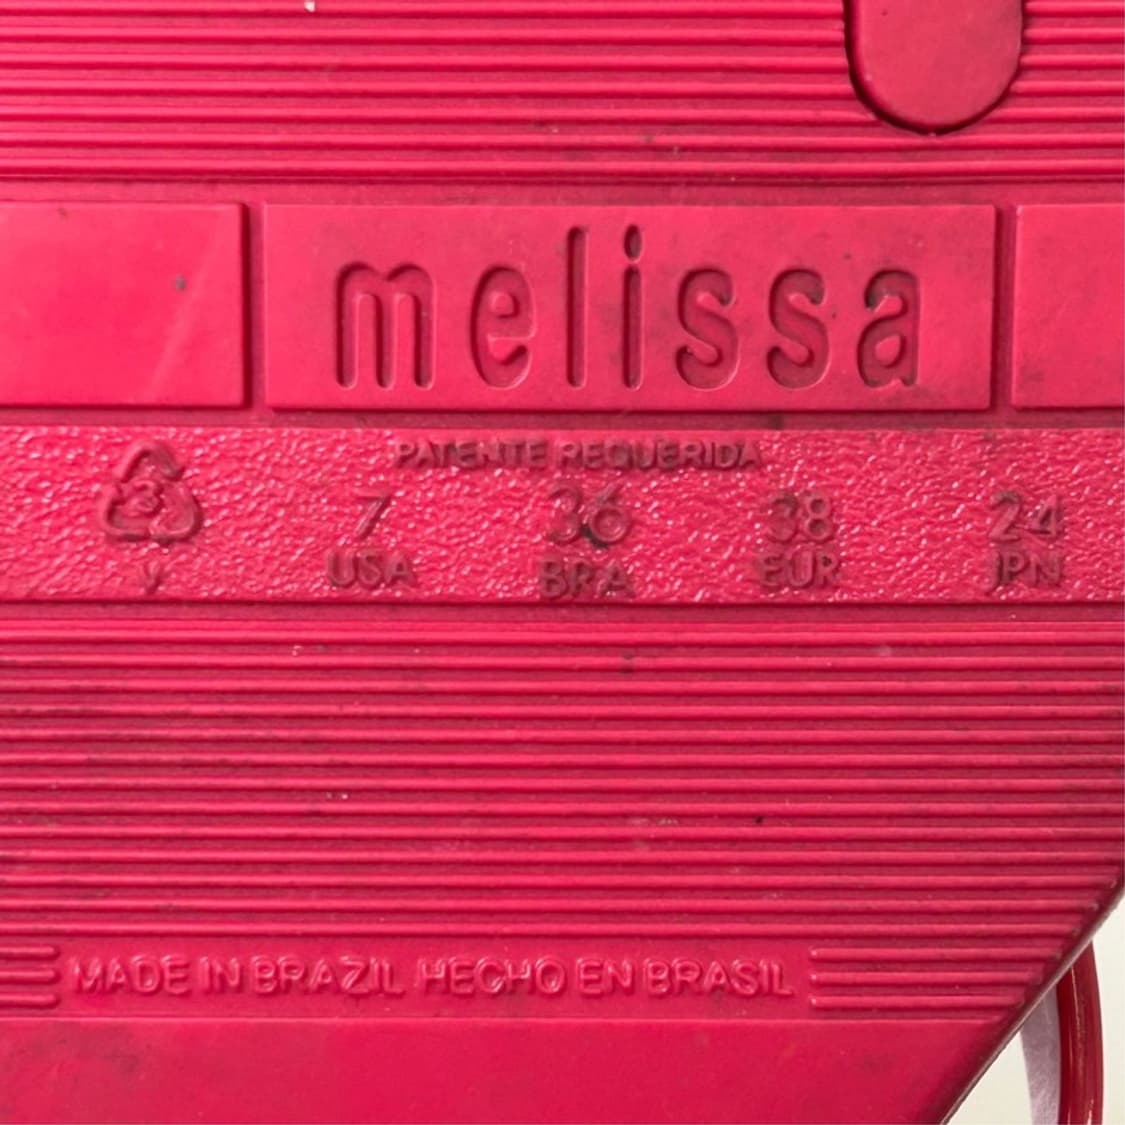 melissa
PATENTE REQUERIDA
3 7 36 38 24
V USA BRA EUR JPN
MADE IN BRAZIL HECHO EN BRASIL